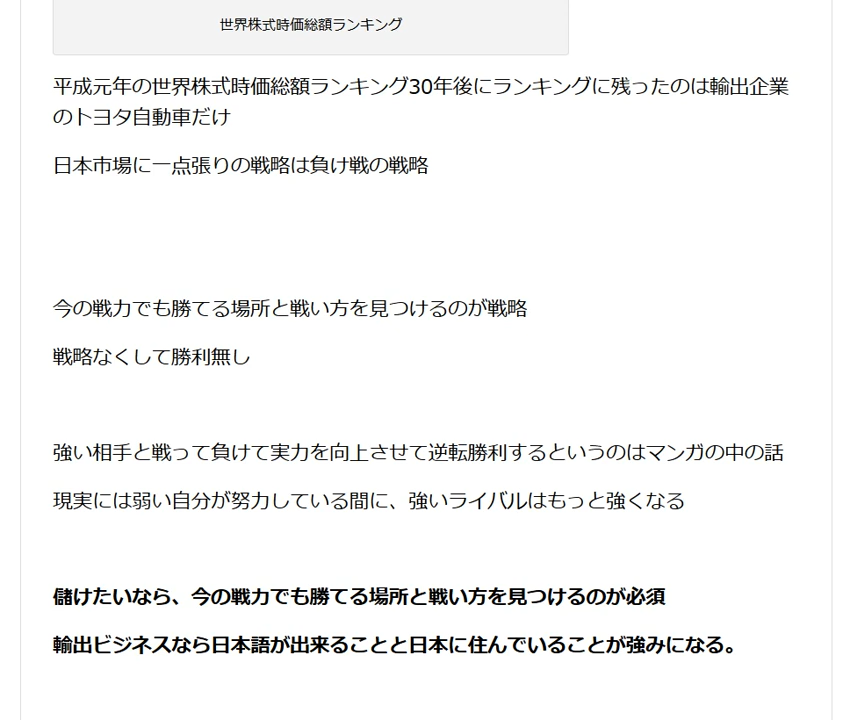 世界株式時価総額ランキング
平成元年の世界株式時価総額ランキング30年後にランキングに残ったのは輸出企業
のトヨタ自動車だけ
日本市場に一点張りの戦略は負け戦の戦略
今の戦力でも勝てる場所と戦い方を見つけるのが戦略
戦略なくして勝利無し
強い相手と戦って負けて実力を向上させて逆転勝利するというのはマンガの中の話
現実には弱い自分が努力している間に、強いライバルはもっと強くなる
儲けたいなら、今の戦力でも勝てる場所と戦い方を見つけるのが必須
輸出ビジネスなら日本語が出来ることと日本に住んでいることが強みになる。